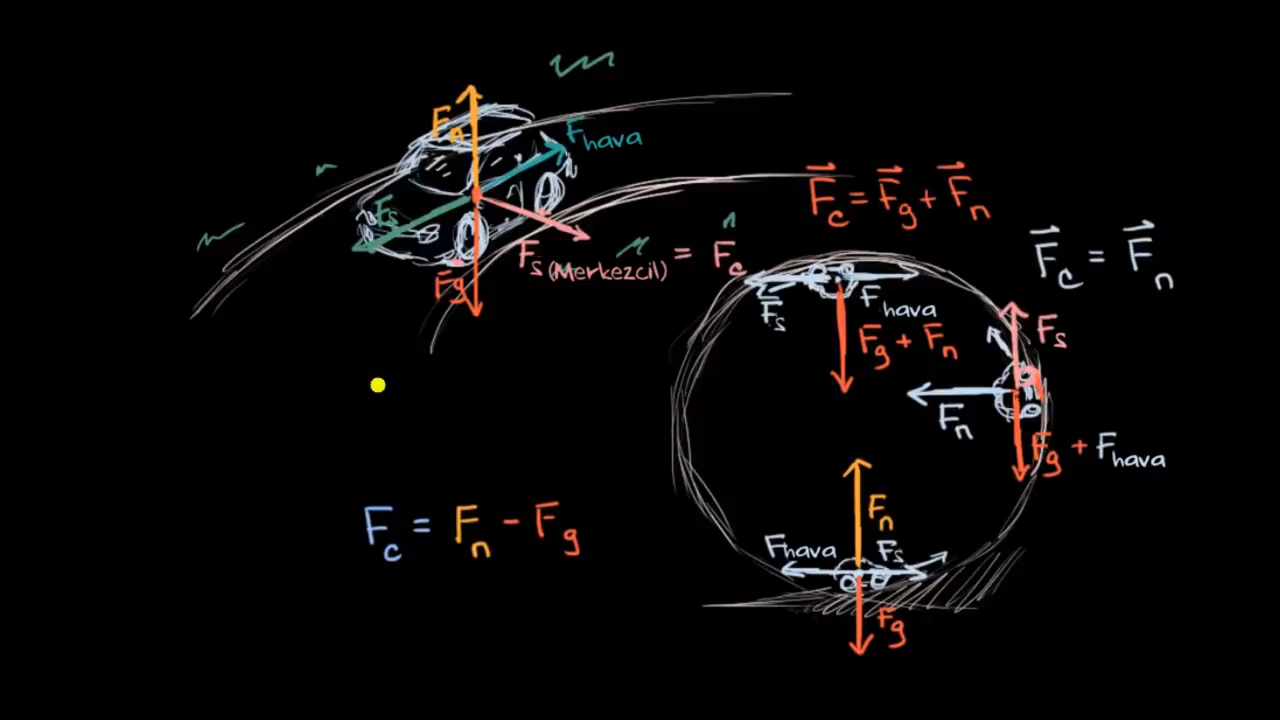 Fn
Fhava
Fs
Fg
Fs(Merkezcil) = Fc
Fc = Fg + Fn
Fc = Fn
Fs
Fhava
Fg + Fn
Fs
Fn
Fg + Fhava
Fc = Fn - Fg
Fn
Fhava
Fs
Fg